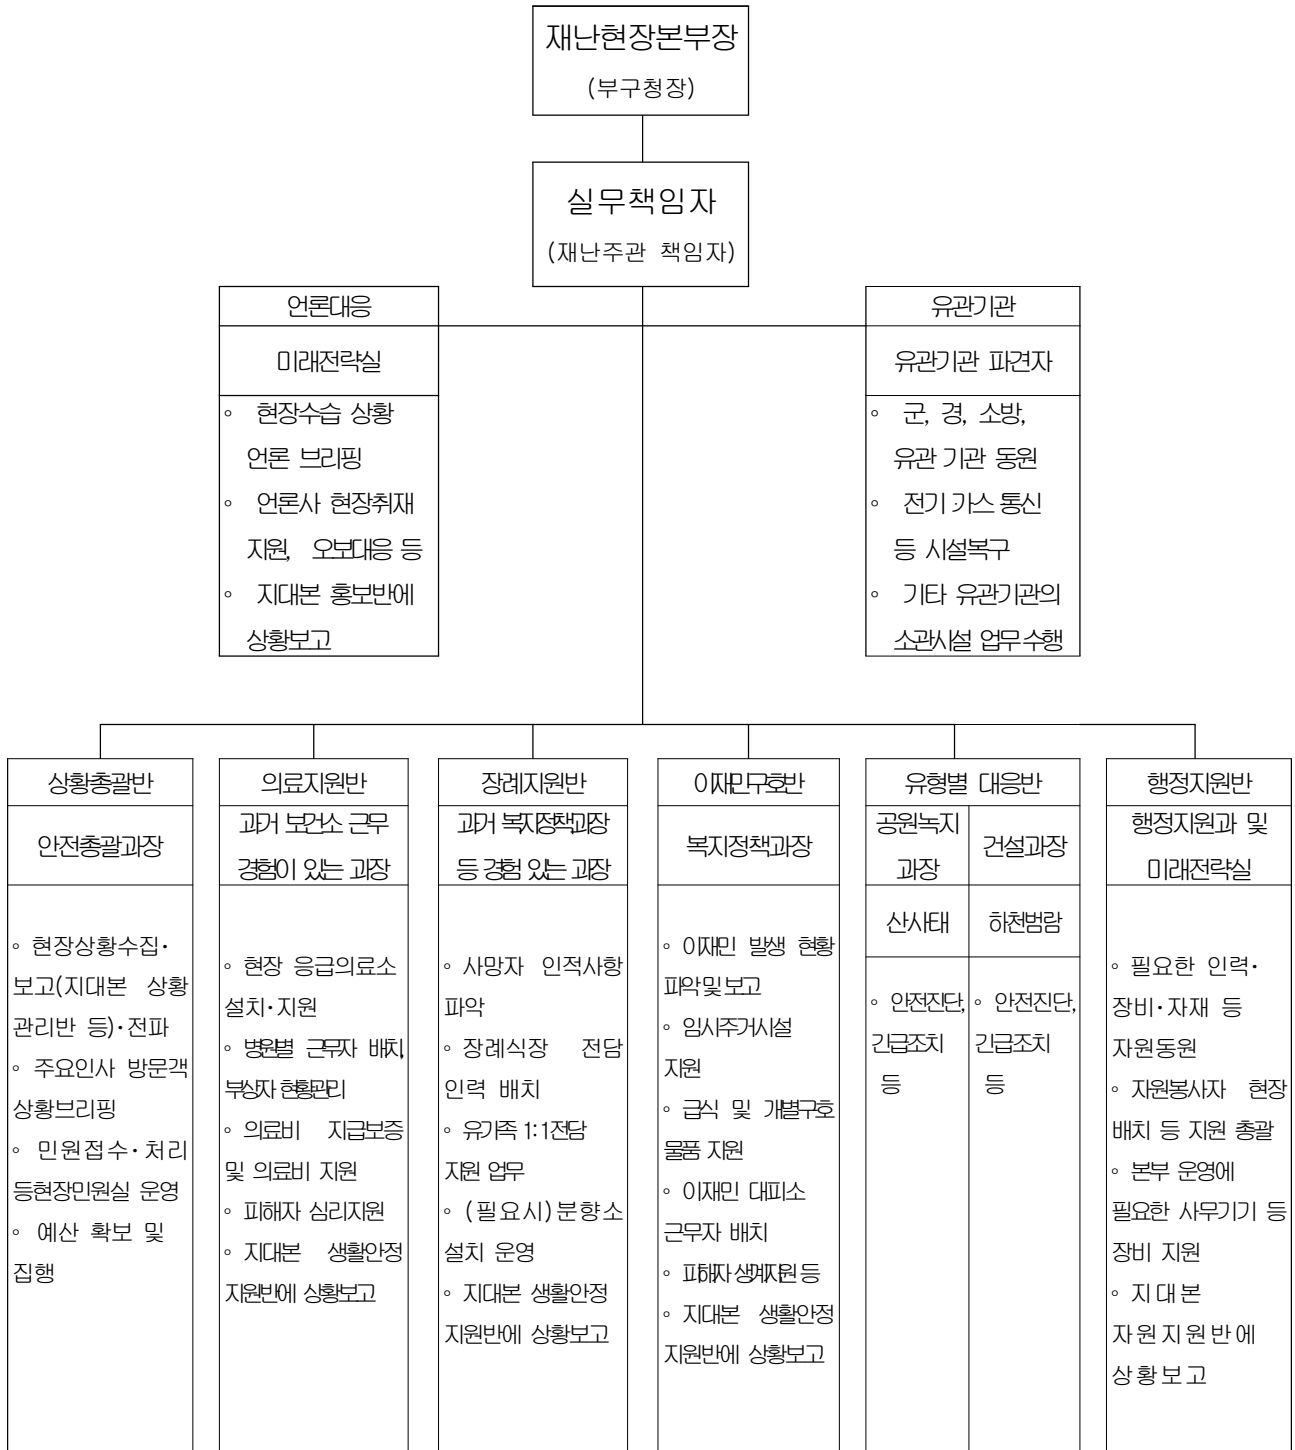 재난현장본부장
(부구청장)
실무책임자
(재난주관 책임자)
언론대응
미래전략실
◦ 현장수습 상황
언론 브리핑
◦ 언론사 현장취재
지원, 오보대응 등
◦ 지대본 홍보반에
상황보고
유관기관
유관기관 파견자
◦ 군, 경, 소방,
유관 기관 동원
◦ 전기 가스 통신
등 시설복구
◦ 기타 유관기관의
소관시설 업무수행
상황총괄반
안전총괄과장
◦ 현장상황수집·
보고(지대본 상황
관리반 등)·전파
◦ 주요인사 방문객
상황브리핑
◦ 민원접수·처리
등현장민원실 운영
◦ 예산 확보 및
집행
의료지원반
과거 보건소 근무
경험이 있는 과장
◦ 현장 응급의료소
설치·지원
◦ 병원별 근무자 배치,
부상자 현황관리
◦ 의료비 지급보증
및 의료비 지원
◦ 피해자 심리지원
◦ 지대본 생활안정
지원반에 상황보고
장례지원반
과거 복지정책과장
등 경험 있는 과장
◦ 사망자 인적사항
파악
◦ 장례식장 전담
인력 배치
◦ 유가족 1:1전담
지원 업무
◦ (필요시)분향소
설치 운영
◦ 지대본 생활안정
지원반에 상황보고
이재민구호반
복지정책과장
◦ 이재민 발생 현황
파악및보고
◦ 임시주거시설
지원
◦ 급식 및 개별구호
물품 지원
◦ 이재민 대피소
근무자 배치
◦ 피해자생계지원 등
◦ 지대본 생활안정
지원반에 상황보고
유형별 대응반
공원녹지
과장
산사태
◦ 안전진단,
긴급조치
등
건설과장
하천범람
◦ 안전진단,
긴급조치
등
행정지원반
행정지원과 및
미래전략실
◦ 필요한 인력·
장비·자재 등
자원동원
◦ 자원봉사자 현장
배치 등 지원 총괄
◦ 본부 운영에
필요한 사무기기 등
장비 지원
◦ 지대본
자원지원반에
상황보고